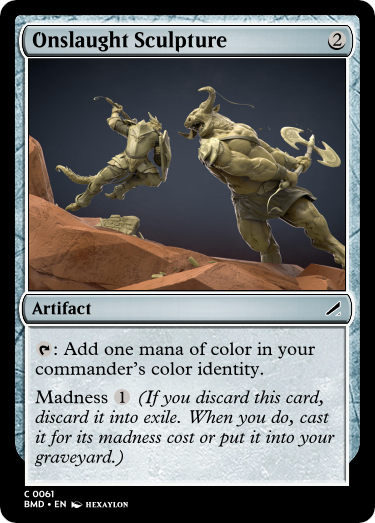 Onslaught Sculpture 2
Artifact
: Add one mana of color in your
commander's color identity.
Madness 1 (If you discard this card,
discard it into exile. When you do, cast
it for its madness cost or put it into your
graveyard.)
C 0061
BMD • EN HEXAYLON